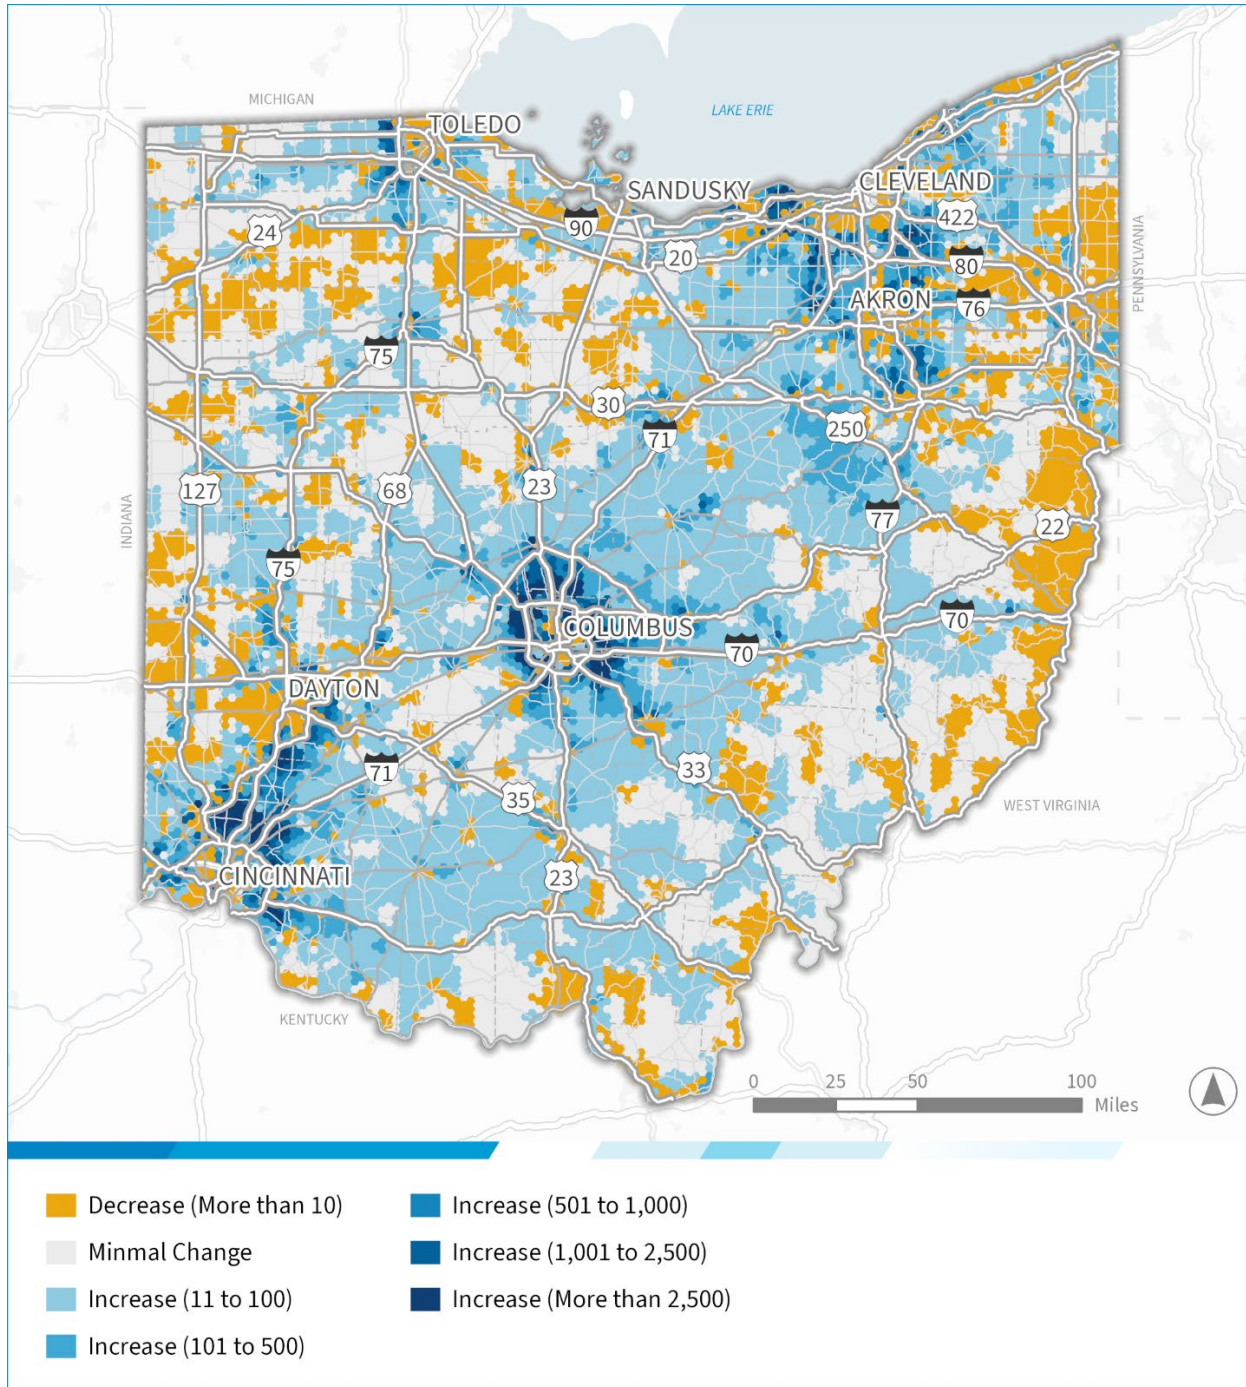 MICHIGAN
LAKE ERIE
TOLEDO
SANDUSKY
CLEVELAND
90
422
24
20
80
PENNSYLVANIA
AKRON
76
75
30
71
250
127
68
23
77
22
INDIANA
75
COLUMBUS
70
70
DAYTON
71
33
35
WEST VIRGINIA
CINCINNATI
23
KENTUCKY
0 25 50 100
Miles
Decrease (More than 10)
Minmal Change
Increase (11 to 100)
Increase (101 to 500)
Increase (501 to 1,000)
Increase (1,001 to 2,500)
Increase (More than 2,500)